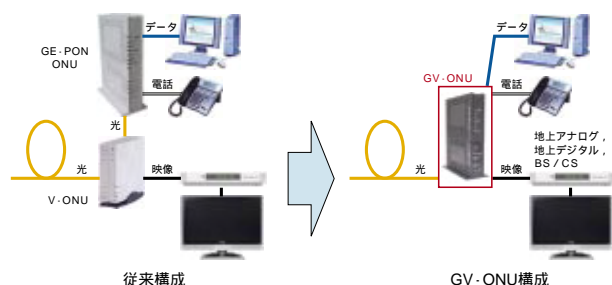 GE-PON
ONU
データ
電話
光
光
映像
V-ONU
従来構成
データ
GV-ONU
電話
光
映像
地上アナログ，
地上デジタル，
BS / CS
GV-ONU構成